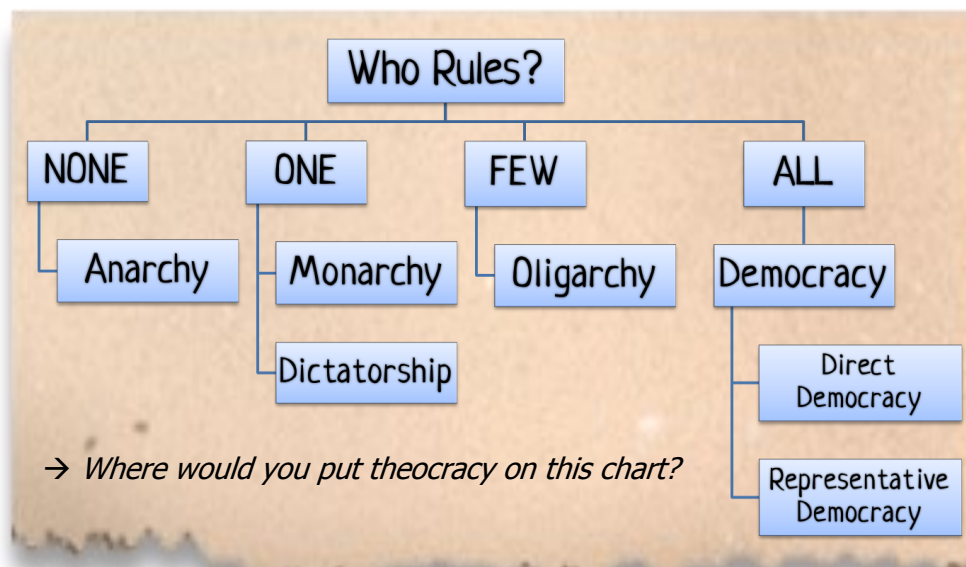 Who Rules?
NONE
ONE
FEW
ALL
Anarchy
Monarchy
Oligarchy
Democracy
Dictatorship
Direct
Democracy
Representative
Democracy
→ Where would you put theocracy on this chart?